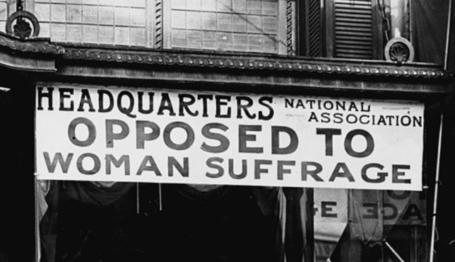 HEADQUARTERS NATIONAL ASSOCIATION
OPPOSED TO
WOMAN SUFFRAGE